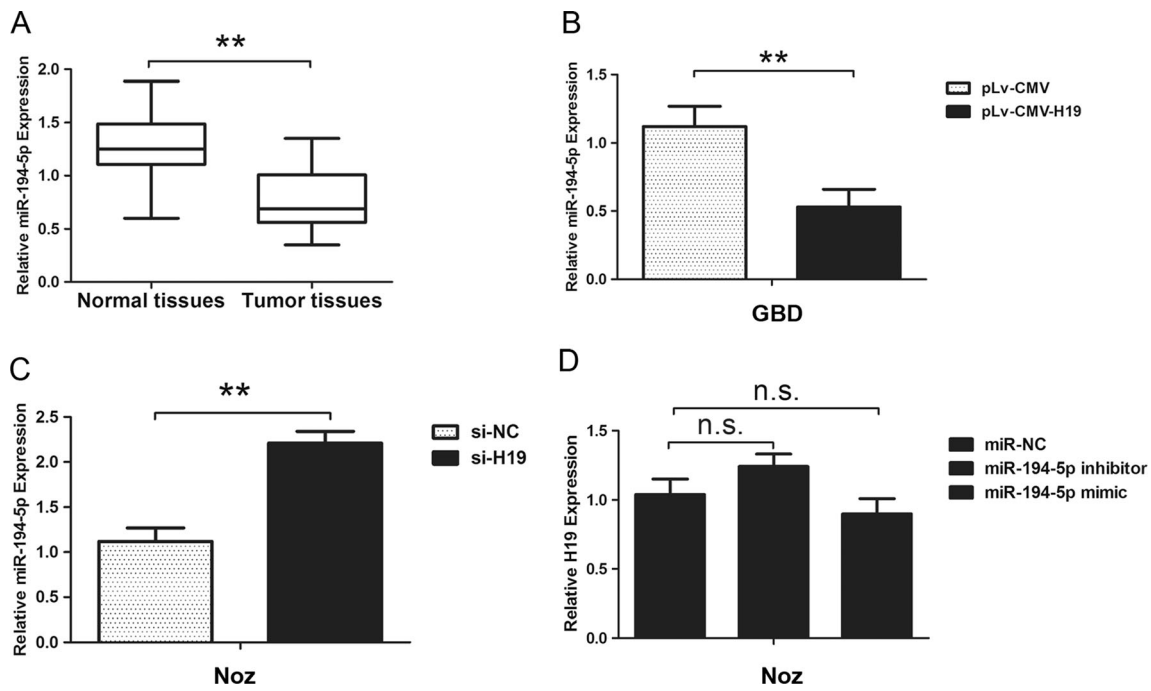 A
**
Relative miR-194-5p Expression
2.0
1.5
1.0
0.5
0.0
Normal tissues
Tumor tissues
B
**
Relative miR-194-5p Expression
1.5
1.0
0.5
0.0
GBD
pLv-CMV
pLv-CMV-H19
C
**
Relative miR-194-5p Expression
2.5
2.0
1.5
1.0
0.5
0.0
Noz
si-NC
si-H19
D
n.s.
n.s.
Relative H19 Expression
1.5
1.0
0.5
0.0
Noz
miR-NC
miR-194-5p inhibitor
miR-194-5p mimic